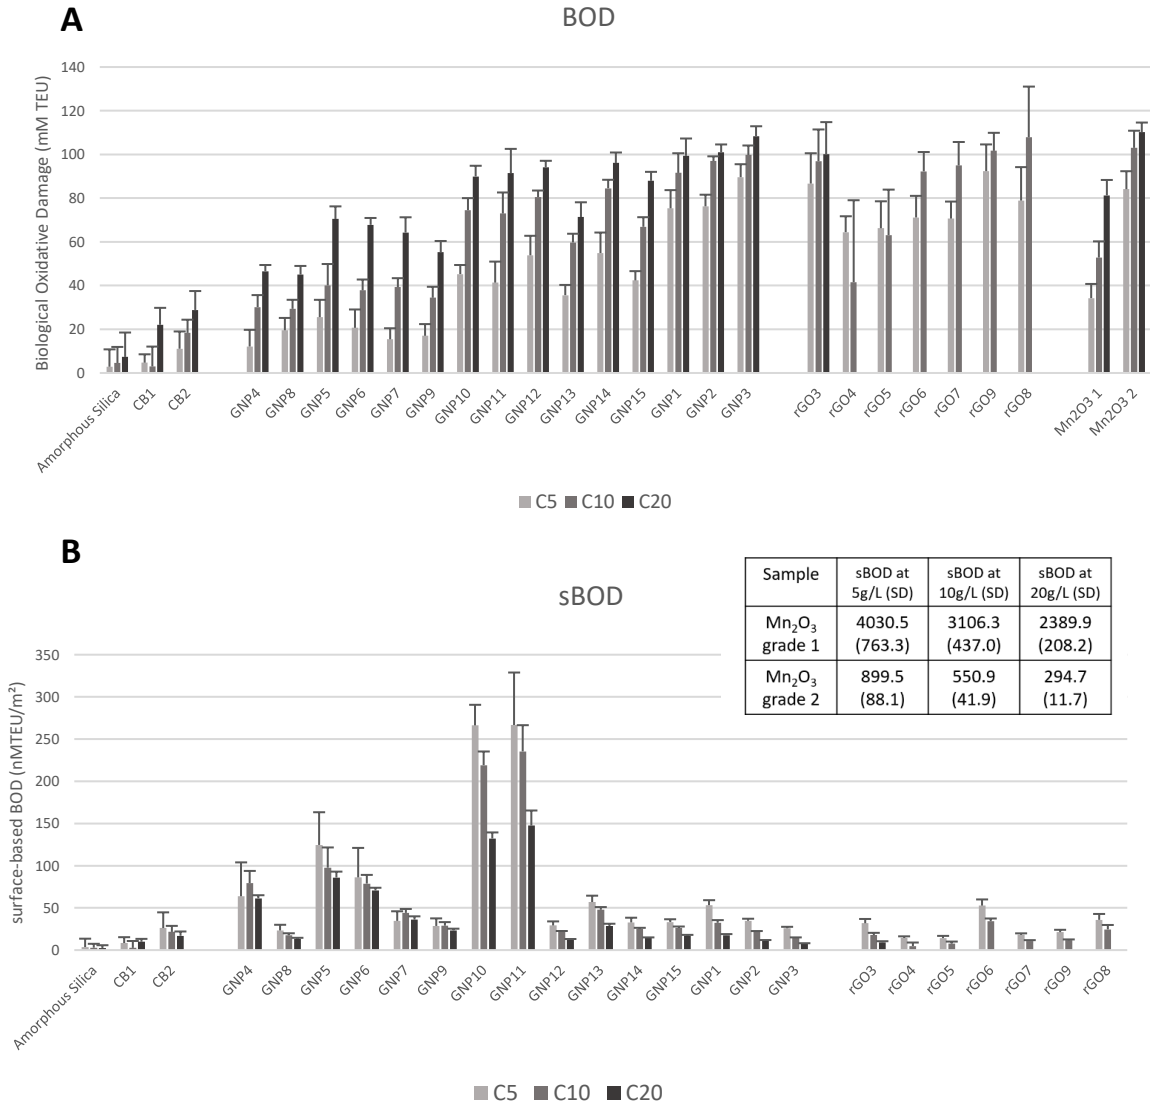 A
BOD
Biological Oxidative Damage (mM TEU)
140
120
100
80
60
40
20
0
Amorphous Silica
CB1
CB2
GNP4
GNP8
GNP5
GNP6
GNP7
GNP9
GNP10
GNP11
GNP12
GNP13
GNP14
GNP15
GNP1
GNP2
GNP3
rGO3
rGO4
rGO5
rGO6
rGO7
rGO9
rGO8
Mn2O3 1
Mn2O3 2
C5 C10 C20
B
sBOD
Sample sBOD at 5g/L (SD) sBOD at 10g/L (SD) sBOD at 20g/L (SD)
Mn₂O₃ grade 1 4030.5 (763.3) 3106.3 (437.0) 2389.9 (208.2)
Mn₂O₃ grade 2 899.5 (88.1) 550.9 (41.9) 294.7 (11.7)
surface-based BOD (nMTEU/m²)
350
300
250
200
150
100
50
0
Amorphous Silica
CB1
CB2
GNP4
GNP8
GNP5
GNP6
GNP7
GNP9
GNP10
GNP11
GNP12
GNP13
GNP14
GNP15
GNP1
GNP2
GNP3
rGO3
rGO4
rGO5
rGO6
rGO7
rGO9
rGO8
C5 C10 C20